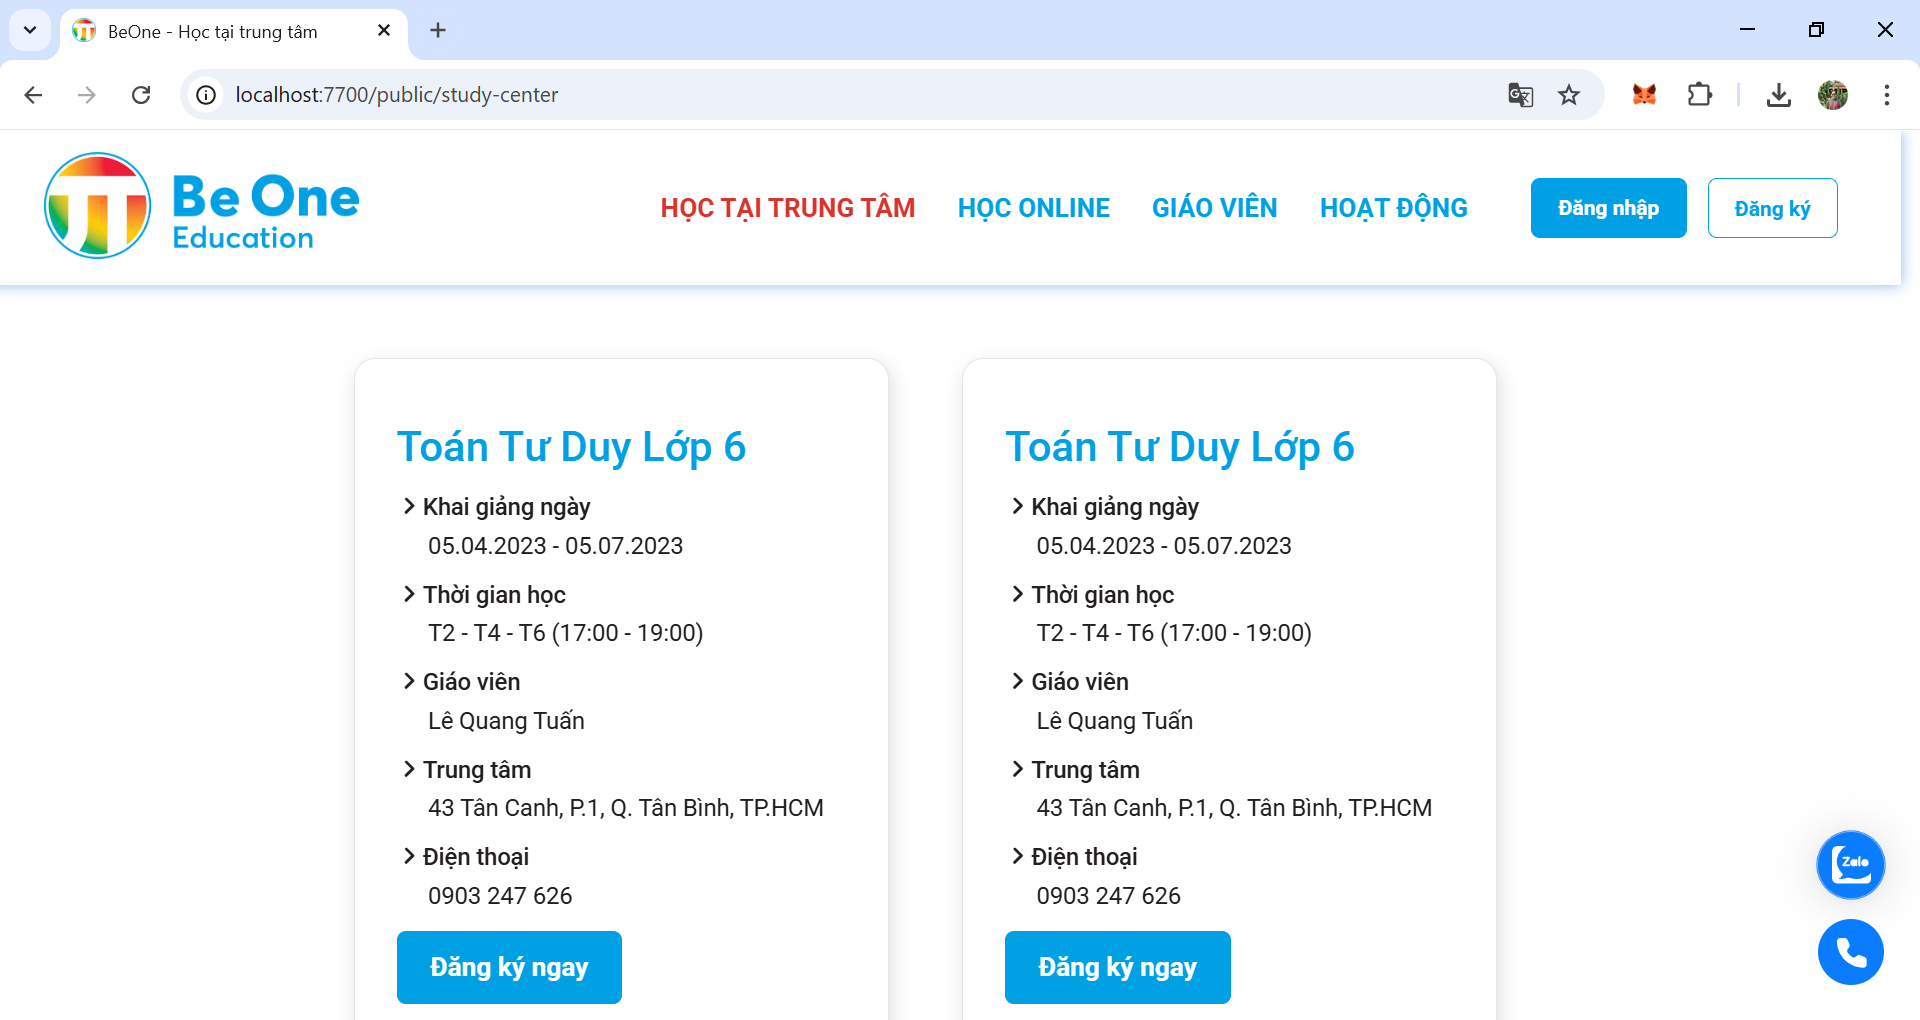 BeOne - Học tại trung tâm
localhost:7700/public/study-center
Be One
Education
HỌC TẠI TRUNG TÂM
HỌC ONLINE
GIÁO VIÊN
HOẠT ĐỘNG
Đăng nhập
Đăng ký
Toán Tư Duy Lớp 6
Khai giảng ngày
05.04.2023 - 05.07.2023
Thời gian học
T2 - T4 - T6 (17:00 - 19:00)
Giáo viên
Lê Quang Tuấn
Trung tâm
43 Tân Canh, P.1, Q. Tân Bình, TP.HCM
Điện thoại
0903 247 626
Đăng ký ngay
Toán Tư Duy Lớp 6
Khai giảng ngày
05.04.2023 - 05.07.2023
Thời gian học
T2 - T4 - T6 (17:00 - 19:00)
Giáo viên
Lê Quang Tuấn
Trung tâm
43 Tân Canh, P.1, Q. Tân Bình, TP.HCM
Điện thoại
0903 247 626
Đăng ký ngay
Zalo